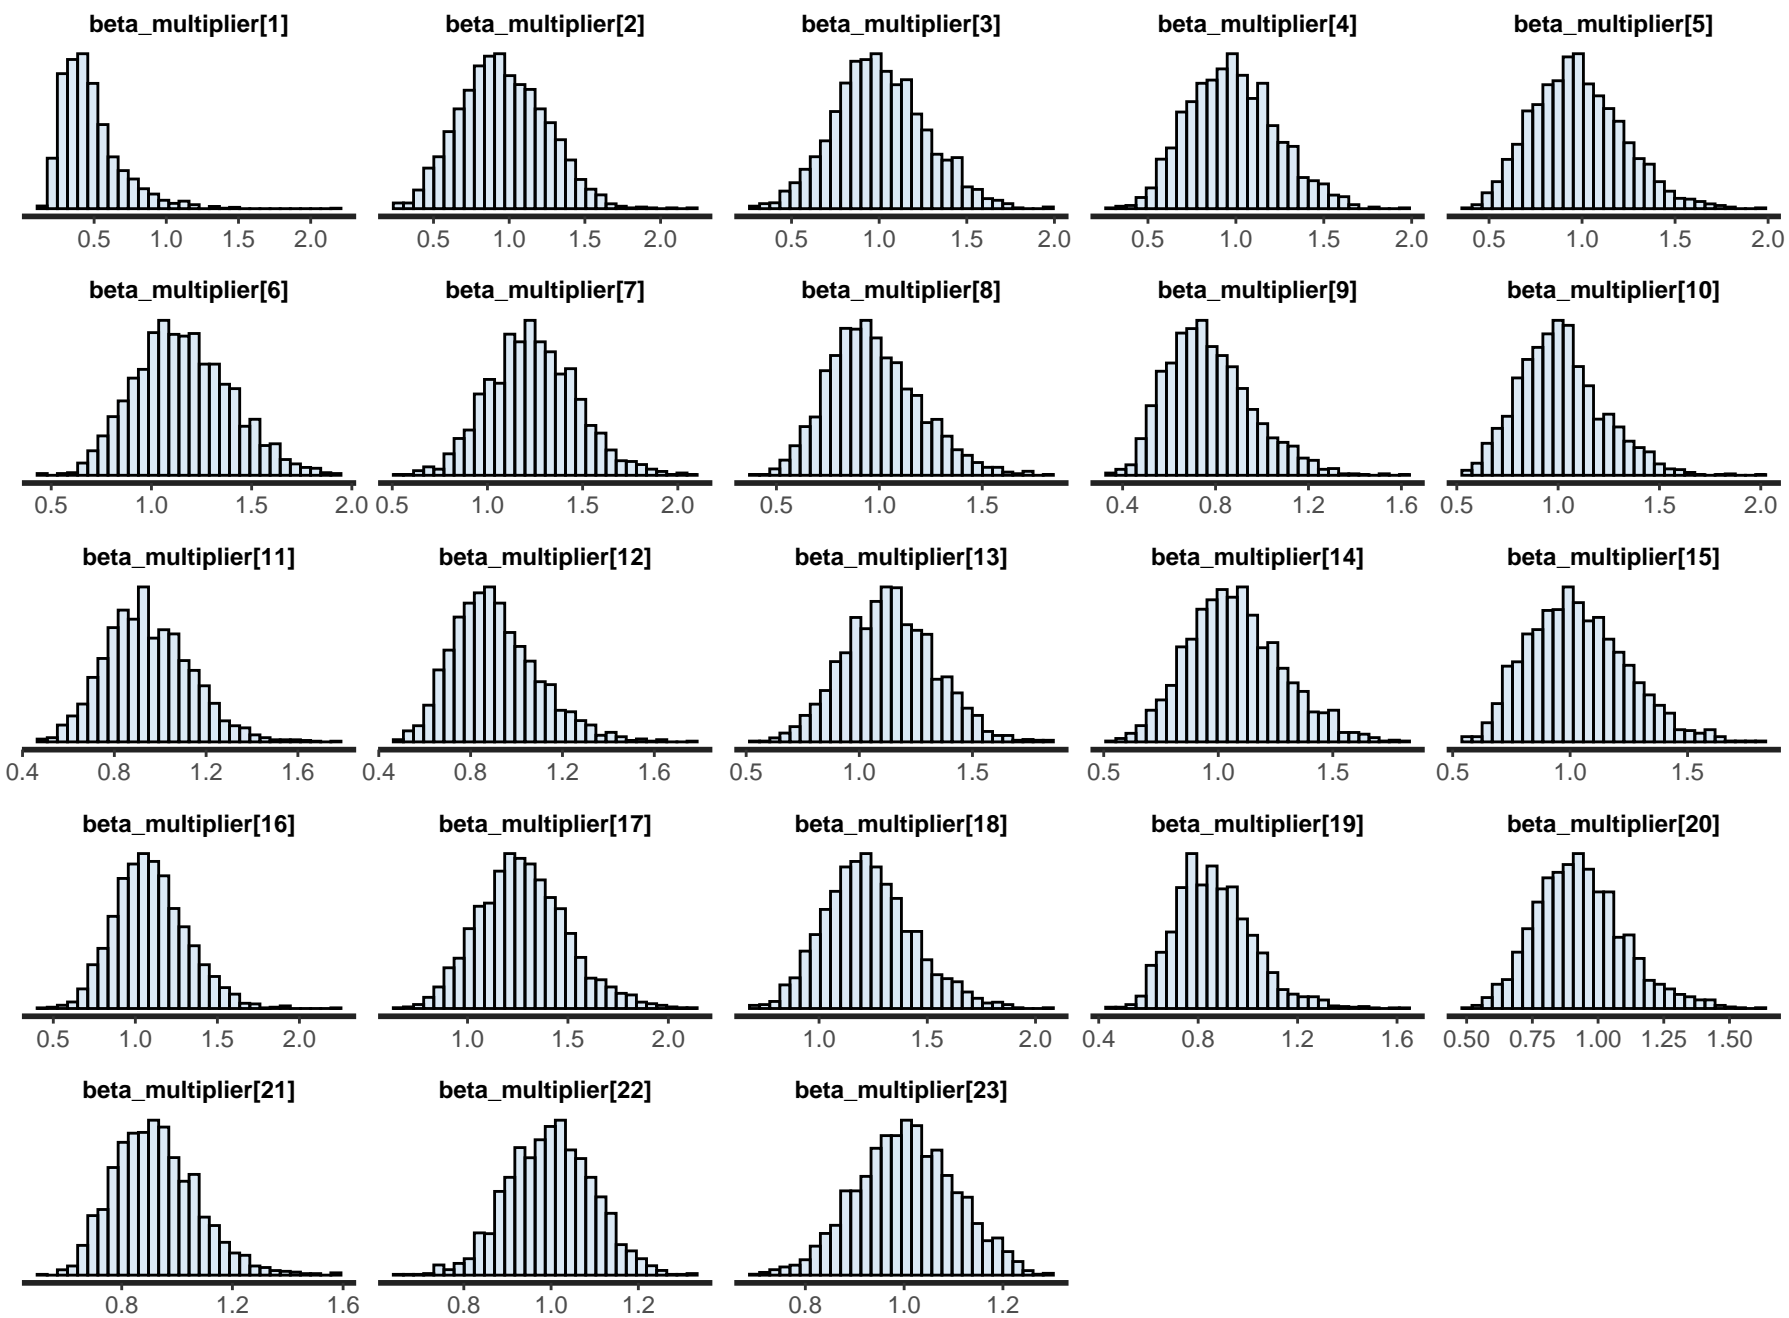 beta_multiplier[1] beta_multiplier[2] beta_multiplier[3] beta_multiplier[4] beta_multiplier[5]
0.5 1.0 1.5 2.0 0.5 1.0 1.5 2.0 0.5 1.0 1.5 2.0 0.5 1.0 1.5 2.0 0.5 1.0 1.5 2.0
beta_multiplier[6] beta_multiplier[7] beta_multiplier[8] beta_multiplier[9] beta_multiplier[10]
0.5 1.0 1.5 2.0 0.5 1.0 1.5 2.0 0.5 1.0 1.5 0.4 0.8 1.2 1.6 0.5 1.0 1.5 2.0
beta_multiplier[11] beta_multiplier[12] beta_multiplier[13] beta_multiplier[14] beta_multiplier[15]
0.4 0.8 1.2 1.6 0.4 0.8 1.2 1.6 0.5 1.0 1.5 0.5 1.0 1.5 0.5 1.0 1.5
beta_multiplier[16] beta_multiplier[17] beta_multiplier[18] beta_multiplier[19] beta_multiplier[20]
0.5 1.0 1.5 2.0 1.0 1.5 2.0 1.0 1.5 2.0 0.4 0.8 1.2 1.6 0.50 0.75 1.00 1.25 1.50
beta_multiplier[21] beta_multiplier[22] beta_multiplier[23]
0.8 1.2 1.6 0.8 1.0 1.2 0.8 1.0 1.2